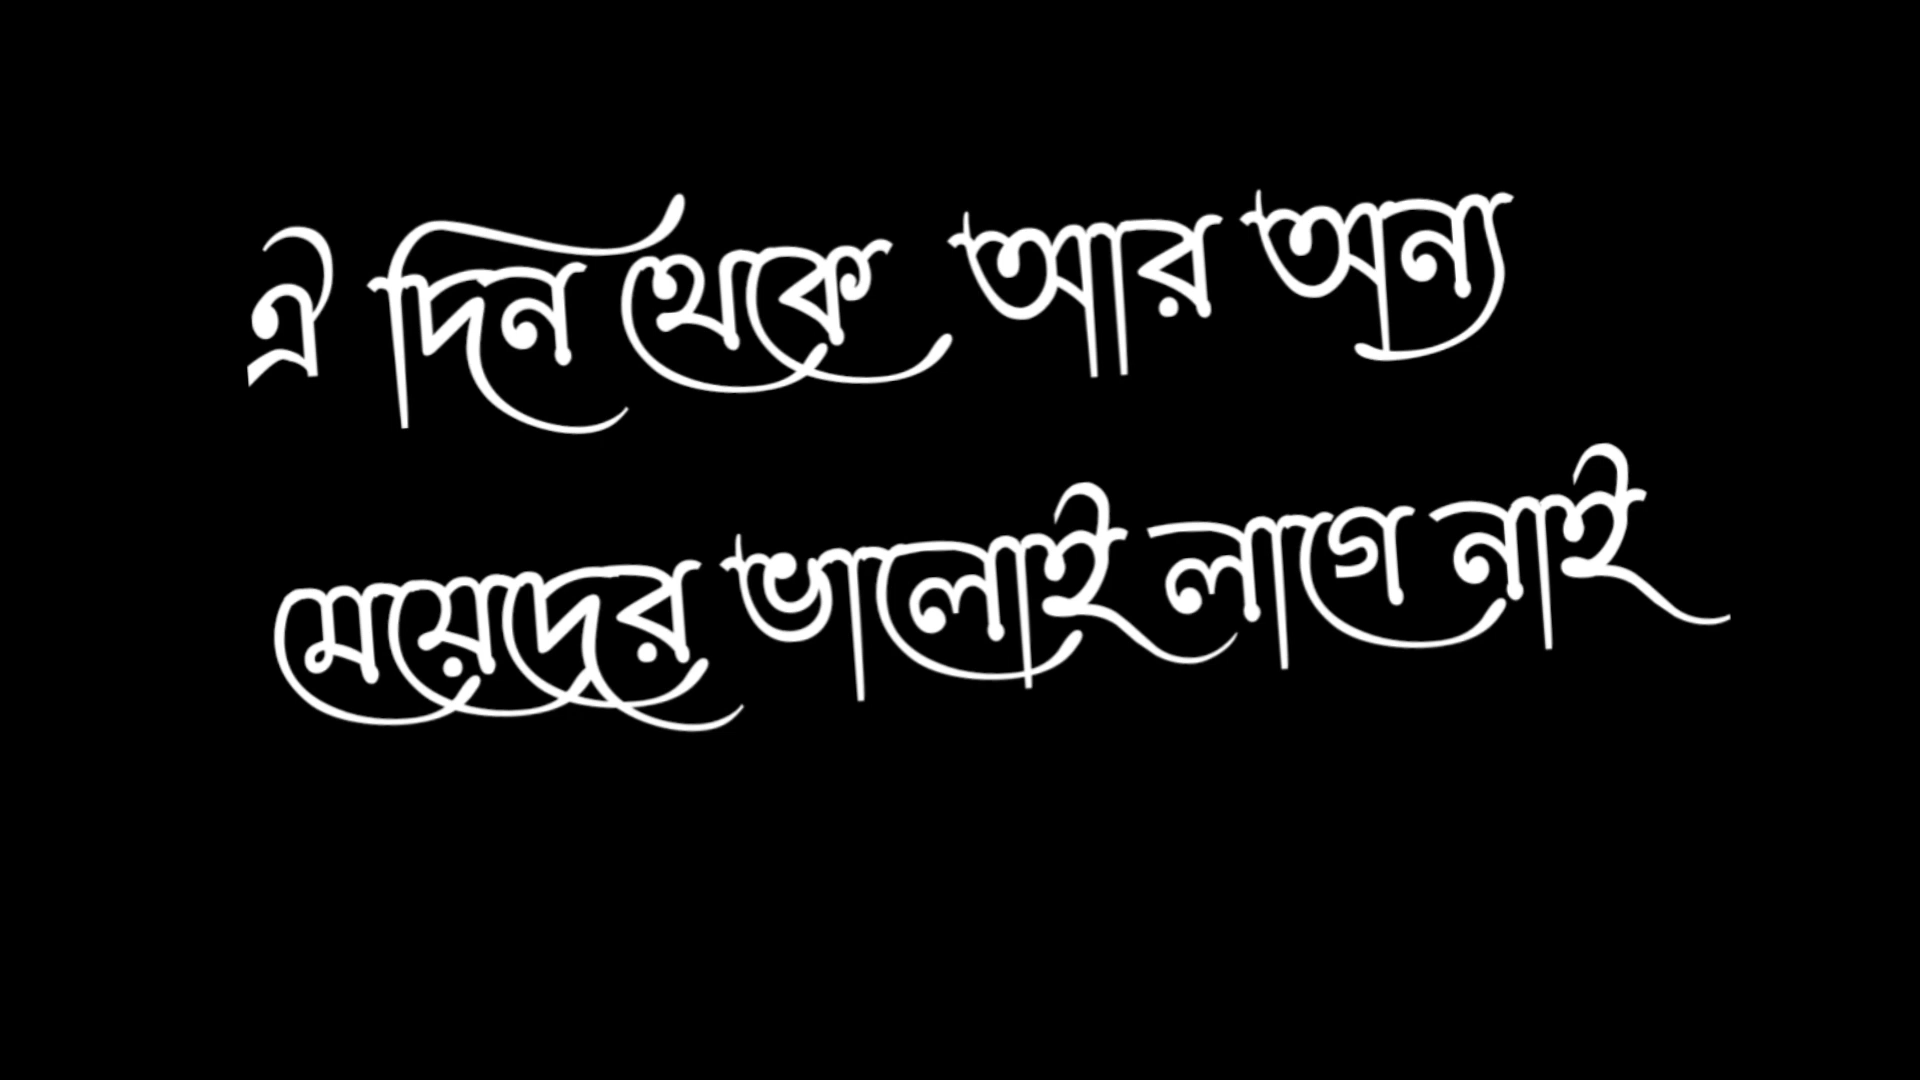 ঐ দিন থেকে আর অন্য
মেয়েদের ভালোই লাগে নাই